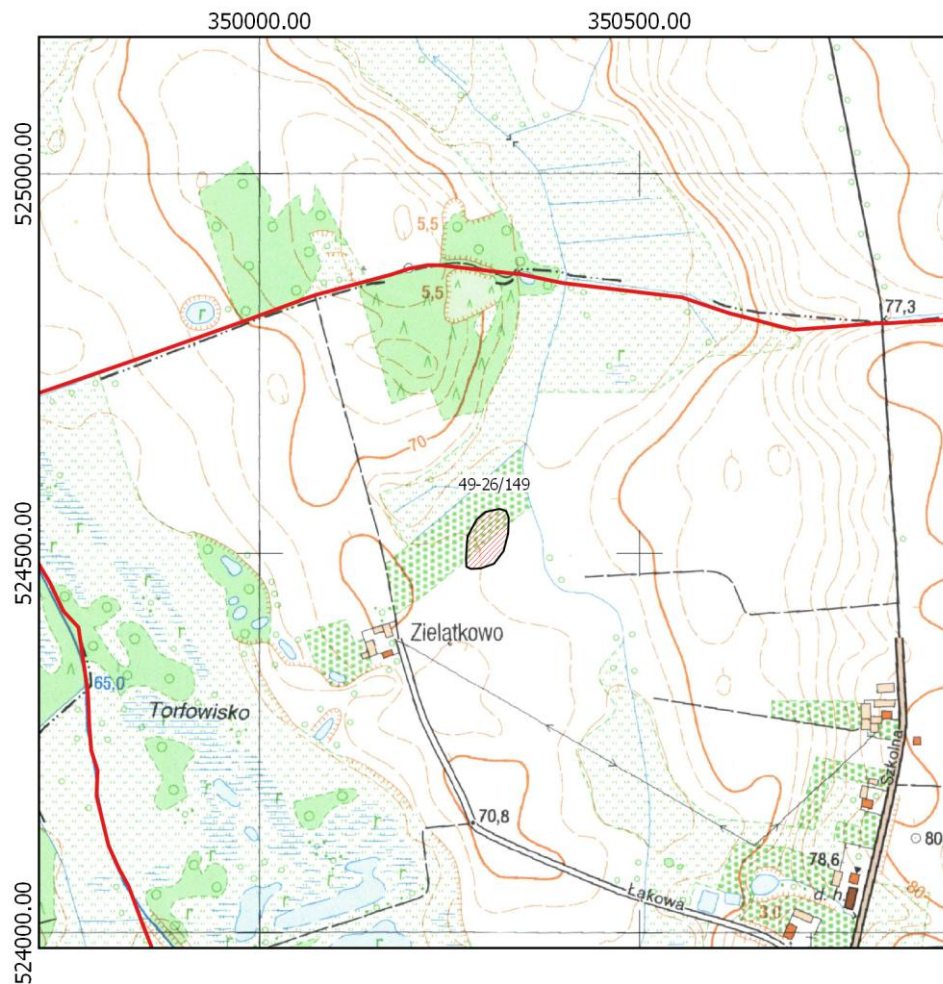 350000.00
350500.00
525000.00
5,5
5,5
77,3
r
r
70
49-26/149
524500.00
r
Zielątkowo
65,0
r
Torfowisko
r
r
Szkolna
70,8
r
80
78,6
Łąkowa
d. h.
3.0
80
r
r
524000.00